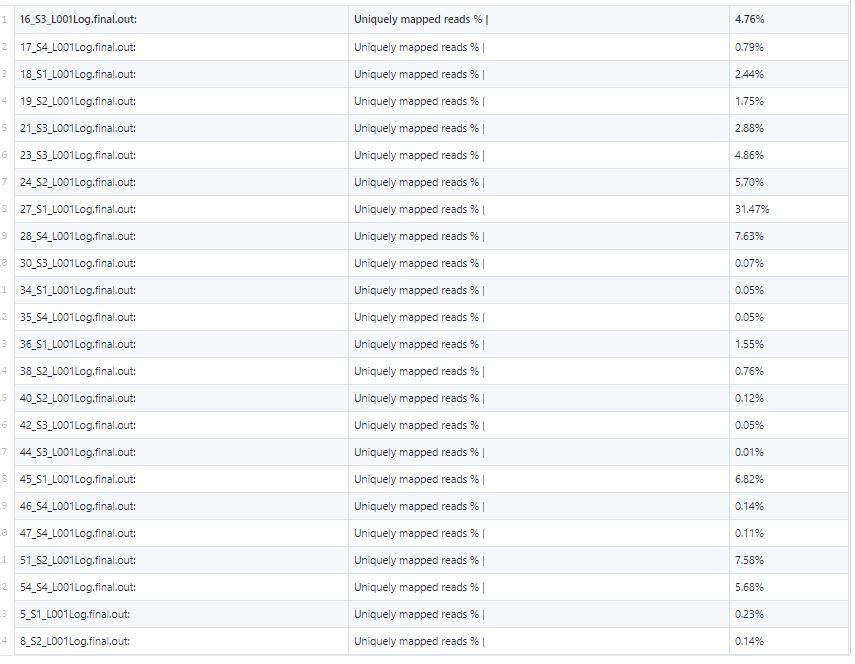 1 16_S3_L001Log.final.out: Uniquely mapped reads % | 4.76%
2 17_S4_L001Log.final.out: Uniquely mapped reads % | 0.79%
3 18_S1_L001Log.final.out: Uniquely mapped reads % | 2.44%
4 19_S2_L001Log.final.out: Uniquely mapped reads % | 1.75%
5 21_S3_L001Log.final.out: Uniquely mapped reads % | 2.88%
6 23_S3_L001Log.final.out: Uniquely mapped reads % | 4.86%
7 24_S2_L001Log.final.out: Uniquely mapped reads % | 5.70%
8 27_S1_L001Log.final.out: Uniquely mapped reads % | 31.47%
9 28_S4_L001Log.final.out: Uniquely mapped reads % | 7.63%
0 30_S3_L001Log.final.out: Uniquely mapped reads % | 0.07%
1 34_S1_L001Log.final.out: Uniquely mapped reads % | 0.05%
2 35_S4_L001Log.final.out: Uniquely mapped reads % | 0.05%
3 36_S1_L001Log.final.out: Uniquely mapped reads % | 1.55%
4 38_S2_L001Log.final.out: Uniquely mapped reads % | 0.76%
5 40_S2_L001Log.final.out: Uniquely mapped reads % | 0.12%
6 42_S3_L001Log.final.out: Uniquely mapped reads % | 0.05%
7 44_S3_L001Log.final.out: Uniquely mapped reads % | 0.01%
8 45_S1_L001Log.final.out: Uniquely mapped reads % | 6.82%
9 46_S4_L001Log.final.out: Uniquely mapped reads % | 0.14%
0 47_S4_L001Log.final.out: Uniquely mapped reads % | 0.11%
1 51_S2_L001Log.final.out: Uniquely mapped reads % | 7.58%
2 54_S4_L001Log.final.out: Uniquely mapped reads % | 5.68%
3 5_S1_L001Log.final.out: Uniquely mapped reads % | 0.23%
4 8_S2_L001Log.final.out: Uniquely mapped reads % | 0.14%